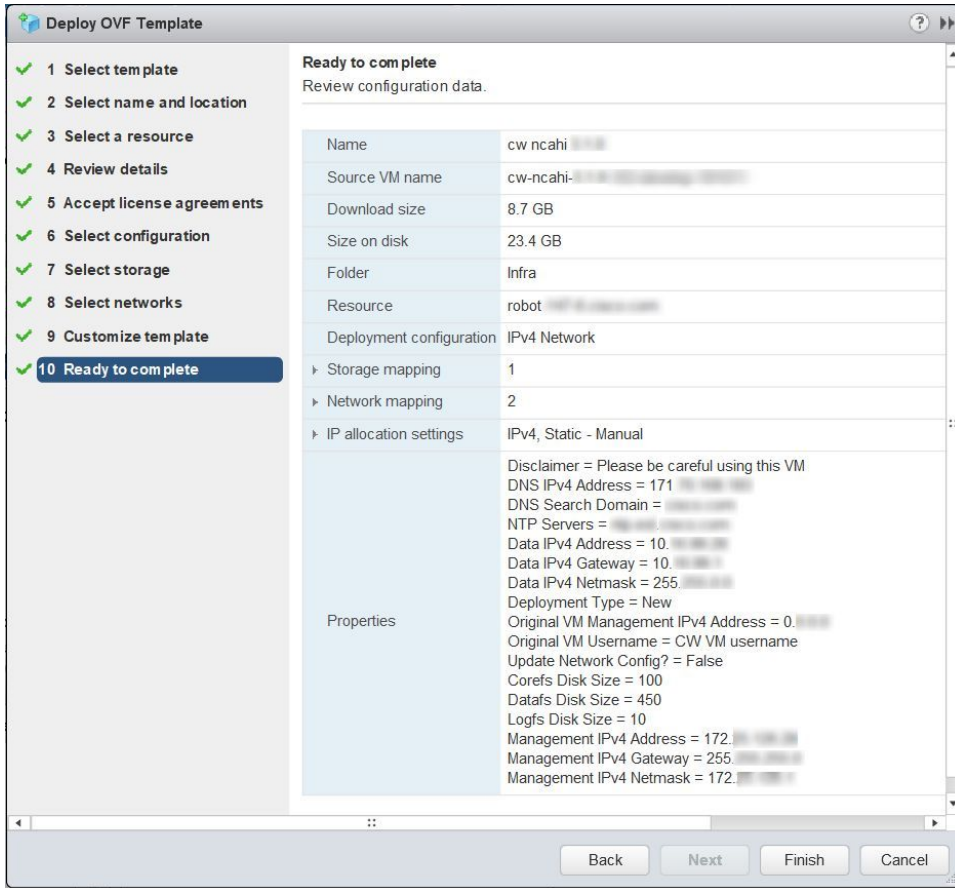 Deploy OVF Template
1 Select template
2 Select name and location
3 Select a resource
4 Review details
5 Accept license agreements
6 Select configuration
7 Select storage
8 Select networks
9 Customize template
10 Ready to complete
Ready to complete
Review configuration data.
Name cw ncahi
Source VM name cw-ncahi-
Download size 8.7 GB
Size on disk 23.4 GB
Folder Infra
Resource robot
Deployment configuration IPv4 Network
Storage mapping 1
Network mapping 2
IP allocation settings IPv4, Static - Manual
Properties
Disclaimer = Please be careful using this VM
DNS IPv4 Address = 171.
DNS Search Domain =
NTP Servers =
Data IPv4 Address = 10.
Data IPv4 Gateway = 10.
Data IPv4 Netmask = 255.
Deployment Type = New
Original VM Management IPv4 Address = 0.
Original VM Username = CW VM username
Update Network Config? = False
Corefs Disk Size = 100
Datafs Disk Size = 450
Logfs Disk Size = 10
Management IPv4 Address = 172.
Management IPv4 Gateway = 255.
Management IPv4 Netmask = 172.
Back Next Finish Cancel